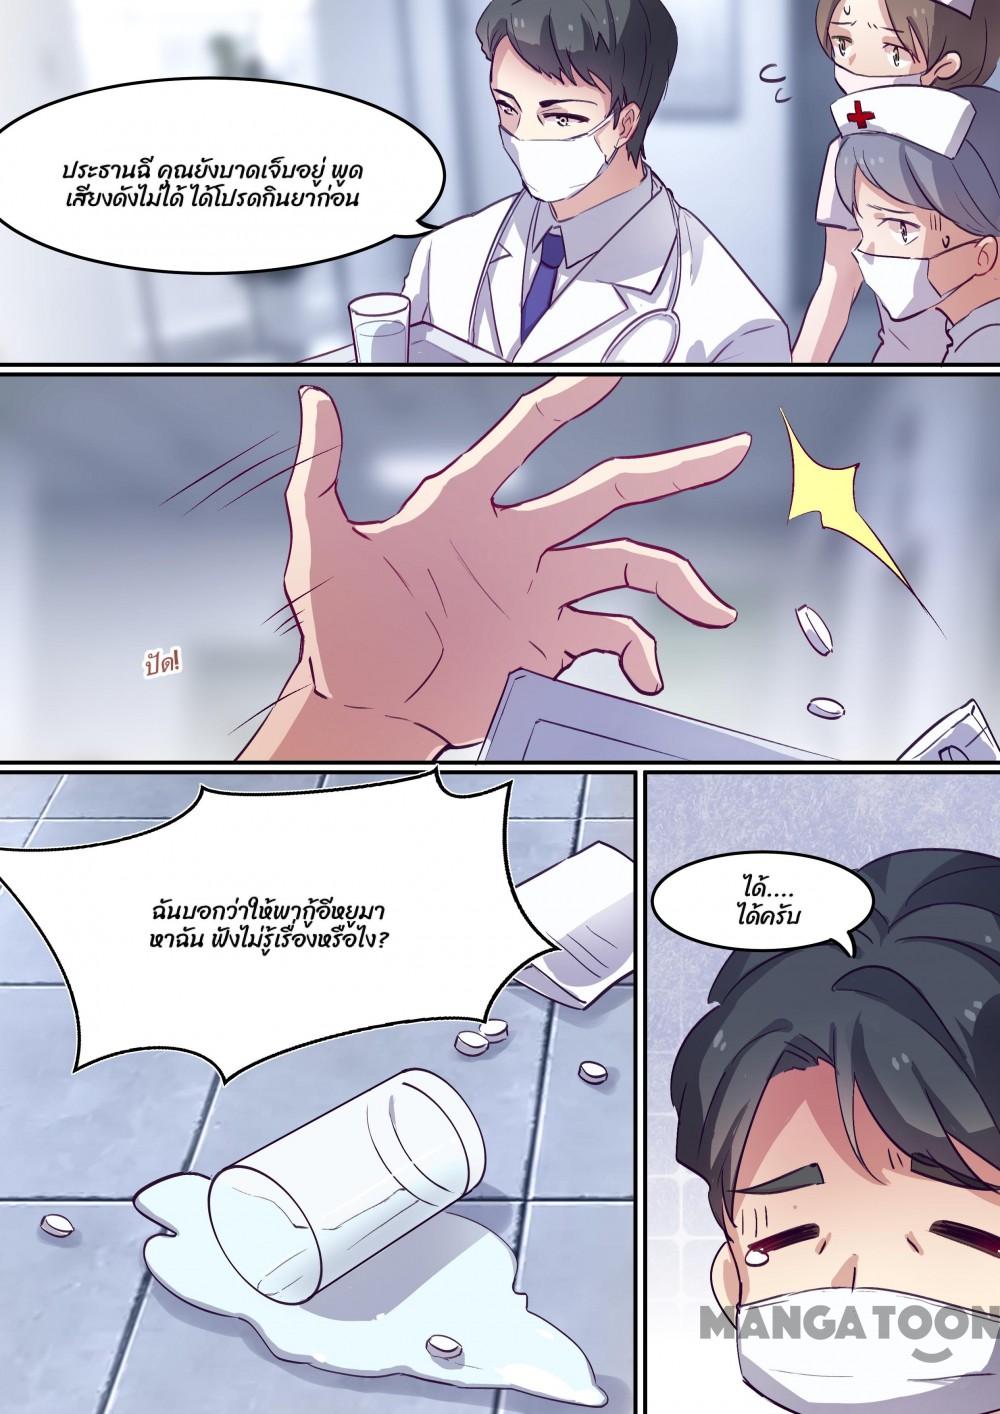 ประธานฉี คุณยังบาดเจ็บอยู่ พูด
เสียงดังไม่ได้ ได้โปรดกินยาก่อน
ปัด!
ฉันบอกว่าให้พากู้อีหยุมา
หาฉัน ฟังไม่รู้เรื่องหรือไง?
ได้....
ได้ครับ
MANGATOON